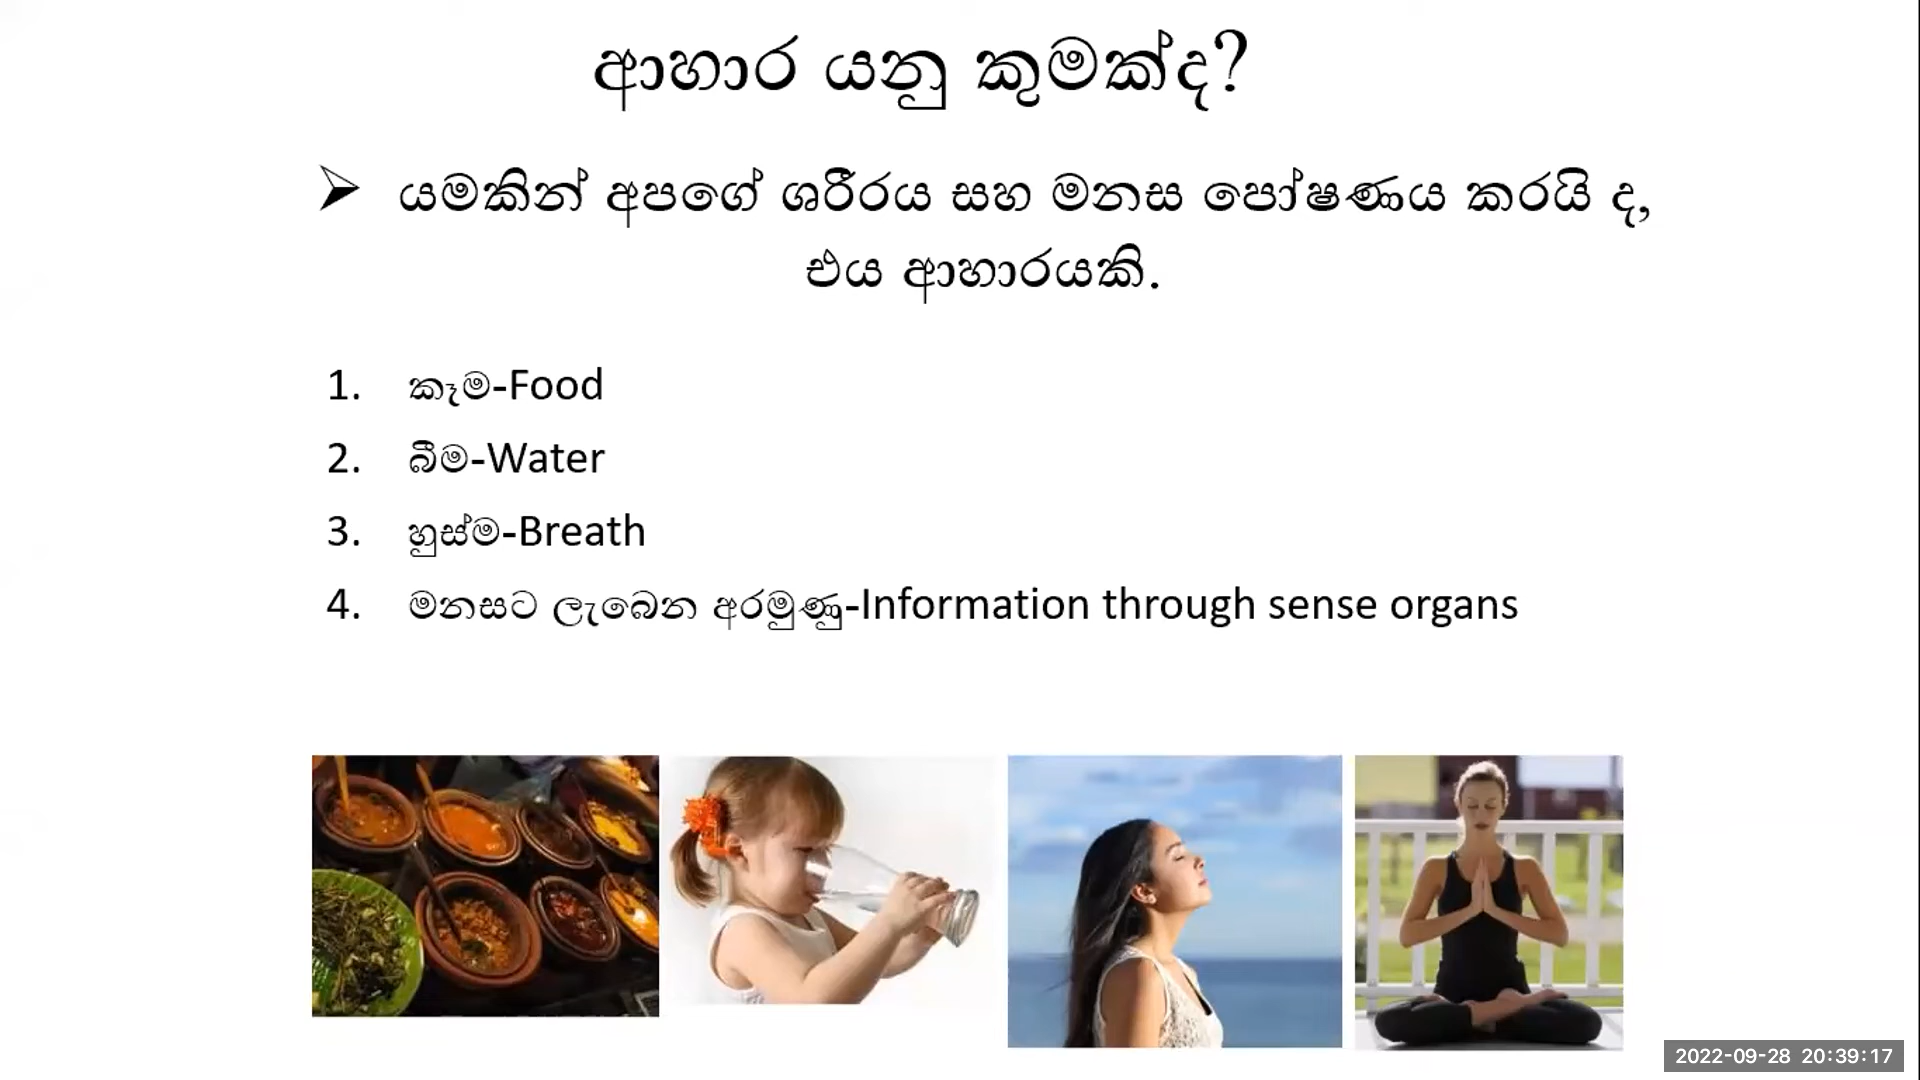 ආහාර යනු කුමක්ද?
➢ යමකින් අපගේ ශරීරය සහ මනස පෝෂණය කරයි ද,
එය ආහාරයකි.
1. කෑම-Food
2. බීම-Water
3. හුස්ම-Breath
4. මනසට ලැබෙන අරමුණු-Information through sense organs
2022-09-28 20:39:17